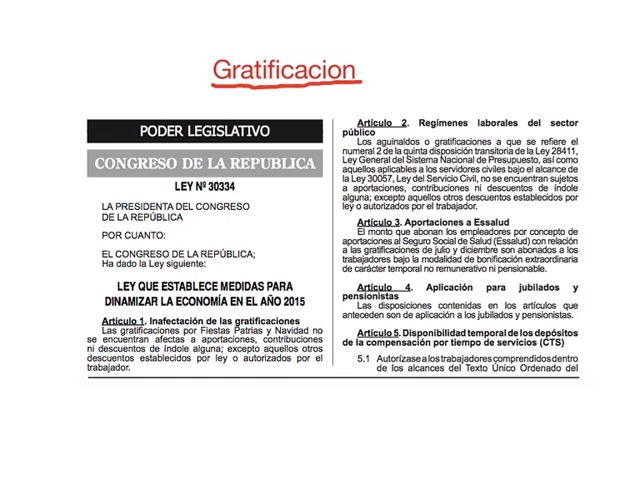 Gratificacion
PODER LEGISLATIVO
CONGRESO DE LA REPUBLICA
LEY Nº 30334
LA PRESIDENTA DEL CONGRESO
DE LA REPÚBLICA
POR CUANTO:
EL CONGRESO DE LA REPÚBLICA;
Ha dado la Ley siguiente:
LEY QUE ESTABLECE MEDIDAS PARA
DINAMIZAR LA ECONOMÍA EN EL AÑO 2015
Artículo 1. Inafectación de las gratificaciones
Las gratificaciones por Fiestas Patrias y Navidad no
se encuentran afectas a aportaciones, contribuciones
ni descuentos de índole alguna; excepto aquellos otros
descuentos establecidos por ley o autorizados por el
trabajador.
Artículo 2. Regímenes laborales del sector
público
Los aguinaldos o gratificaciones a que se refiere el
numeral 2 de la quinta disposición transitoria de la Ley 28411,
Ley General del Sistema Nacional de Presupuesto, así como
aquellos aplicables a los servidores civiles bajo el alcance de
la Ley 30057, Ley del Servicio Civil, no se encuentran sujetos
a aportaciones, contribuciones ni descuentos de índole
alguna; excepto aquellos otros descuentos establecidos por
ley o autorizados por el trabajador.
Artículo 3. Aportaciones a Essalud
El monto que abonan los empleadores por concepto de
aportaciones al Seguro Social de Salud (Essalud) con relación
a las gratificaciones de julio y diciembre son abonados a los
trabajadores bajo la modalidad de bonificación extraordinaria
de carácter temporal no remunerativo ni pensionable.
Artículo 4. Aplicación para jubilados y
pensionistas
Las disposiciones contenidas en los artículos que
anteceden son de aplicación a los jubilados y pensionistas.
Artículo 5. Disponibilidad temporal de los depósitos
de la compensación por tiempo de servicios (CTS)
5.1 Autorízase a los trabajadores comprendidos dentro
de los alcances del Texto Único Ordenado del